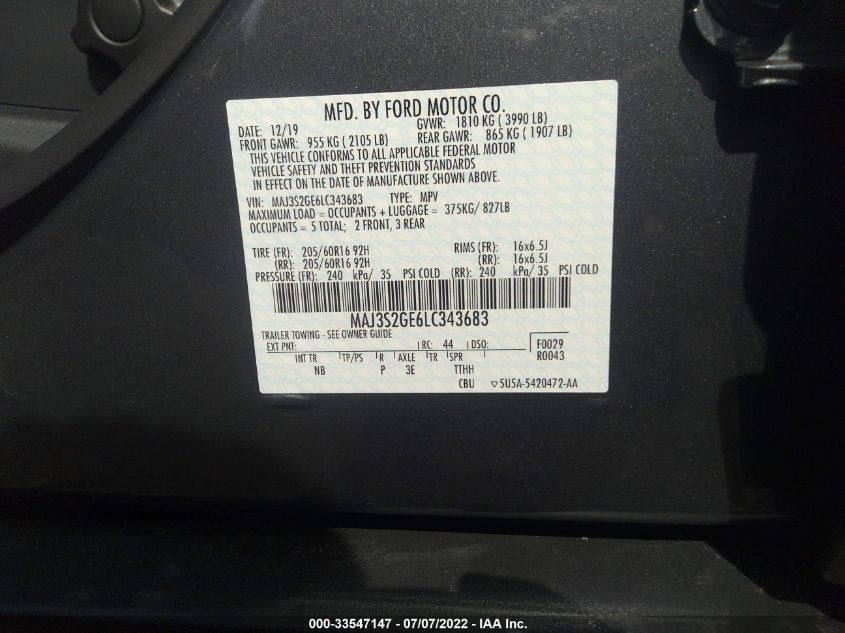 MFD. BY FORD MOTOR CO.
DATE: 12/19 GVWR: 1810 KG ( 3990 LB)
FRONT GAWR: 955 KG ( 2105 LB) REAR GAWR: 865 KG ( 1907 LB)
THIS VEHICLE CONFORMS TO ALL APPLICABLE FEDERAL MOTOR
VEHICLE SAFETY AND THEFT PREVENTION STANDARDS
IN EFFECT ON THE DATE OF MANUFACTURE SHOWN ABOVE.
VIN: MAJ3S2GE6LC343683 TYPE: MPV
MAXIMUM LOAD = OCCUPANTS + LUGGAGE = 375KG/ 827LB
OCCUPANTS = 5 TOTAL; 2 FRONT, 3 REAR
TIRE (FR): 205/60R16 92H RIMS (FR): 16x6.5J
(RR): 205/60R16 92H (RR): 16x6.5J
PRESSURE (FR): 240 kPa/ 35 PSI COLD (RR): 240 kPa/ 35 PSI COLD
MAJ3S2GE6LC343683
TRAILER TOWING - SEE OWNER GUIDE
EXT PNT: RC: 44 DSO: F0029
INT TR TP/PS R AXLE TR SPR R0043
NB P 3E TTHH
CBU ▽5U5A-5420472-AA
000-33547147 - 07/07/2022 - IAA Inc.